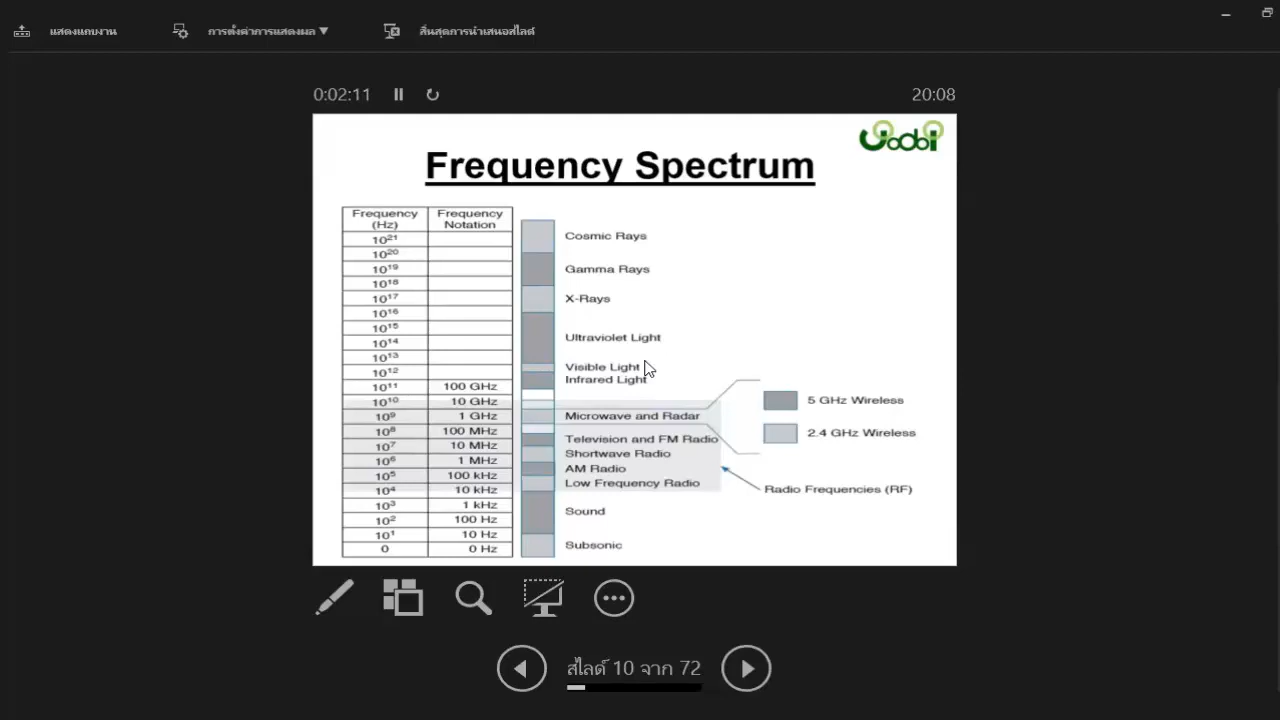 แสดงแถบงาน การตั้งค่าการแสดงผล ▼ สิ้นสุดการนำเสนอสไลด์
0:02:11 20:08
Frequency Spectrum
Frequency (Hz) Frequency Notation
10²¹
10²⁰
10¹⁹
10¹⁸
10¹⁷
10¹⁶
10¹⁵
10¹⁴
10¹³
10¹²
10¹¹ 100 GHz
10¹⁰ 10 GHz
10⁹ 1 GHz
10⁸ 100 MHz
10⁷ 10 MHz
10⁶ 1 MHz
10⁵ 100 kHz
10⁴ 10 kHz
10³ 1 kHz
10² 100 Hz
10¹ 10 Hz
0 0 Hz
Cosmic Rays
Gamma Rays
X-Rays
Ultraviolet Light
Visible Light
Infrared Light
Microwave and Radar
Television and FM Radio
Shortwave Radio
AM Radio
Low Frequency Radio
Sound
Subsonic
5 GHz Wireless
2.4 GHz Wireless
Radio Frequencies (RF)
สไลด์ 10 จาก 72